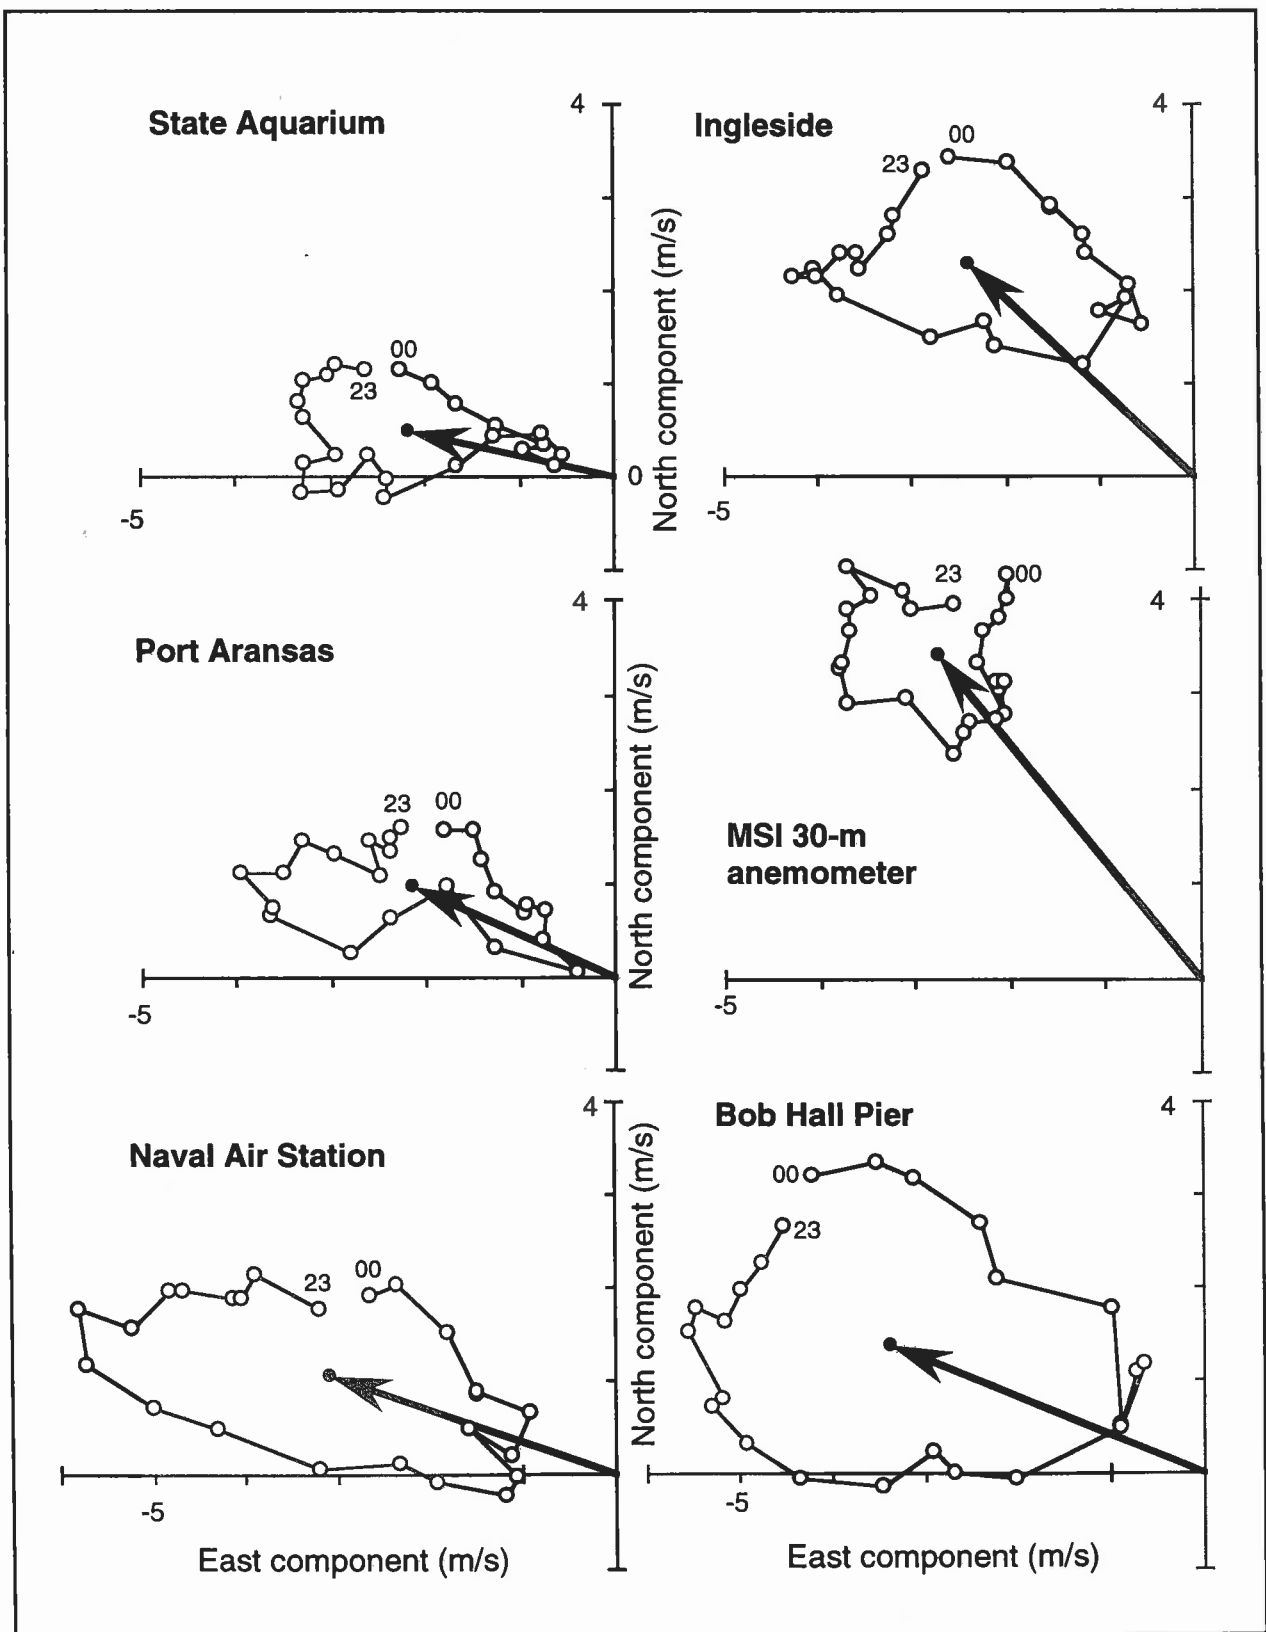 State Aquarium
4
00
23
-5
0
North component (m/s)
Ingleside
4
00
23
-5
Port Aransas
4
23
00
-5
North component (m/s)
23
00
4
MSI 30-m
anemometer
-5
Naval Air Station
4
23
00
-5
East component (m/s)
North component (m/s)
Bob Hall Pier
4
00
23
-5
East component (m/s)